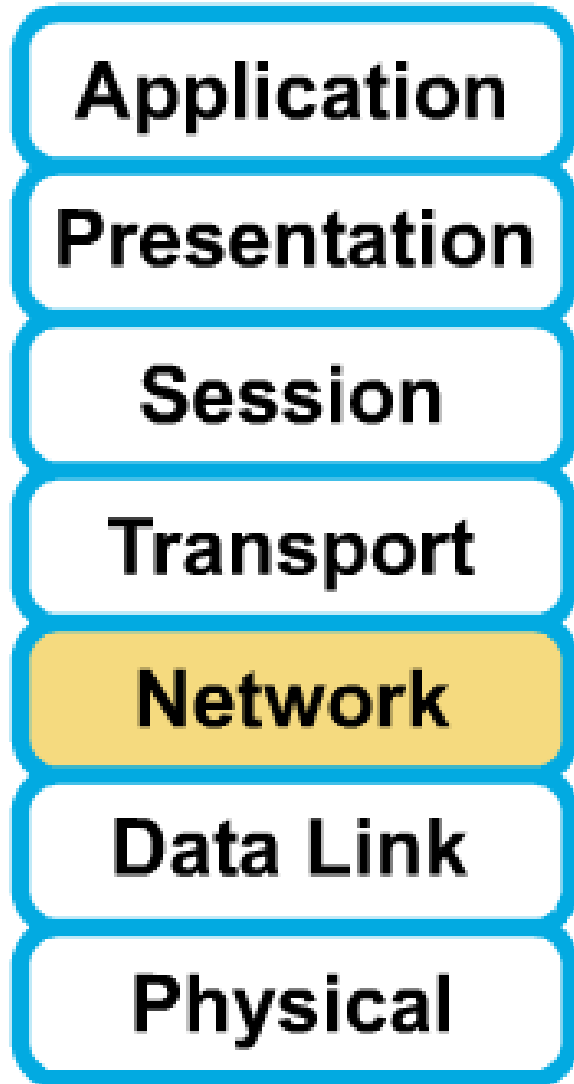 Application
Presentation
Session
Transport
Network
Data Link
Physical